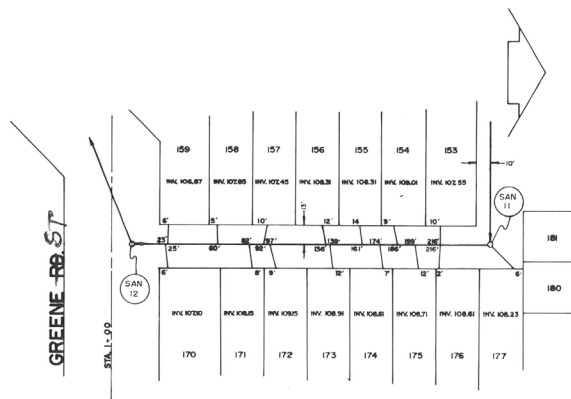 159 158 157 156 155 154 153
INV. 106.87 INV. 107.85 INV. 107.45 INV. 108.31 INV. 108.31 INV. 109.01 INV. 107.55
10'
SAN 11
6' 5' 10' 13' 12' 14 9' 10'
23' 82' 97' 139' 174' 199' 216'
25' 60' 92' 136' 161' 186' 216'
181
180
SAN 12
6' 8' 9' 12' 7' 12' 2' 6'
GREENE RD. ST
STA. 1+00
INV. 107.10 INV. 108.15 INV. 109.15 INV. 108.91 INV. 108.61 INV. 108.71 INV. 108.61 INV. 108.23
170 171 172 173 174 175 176 177